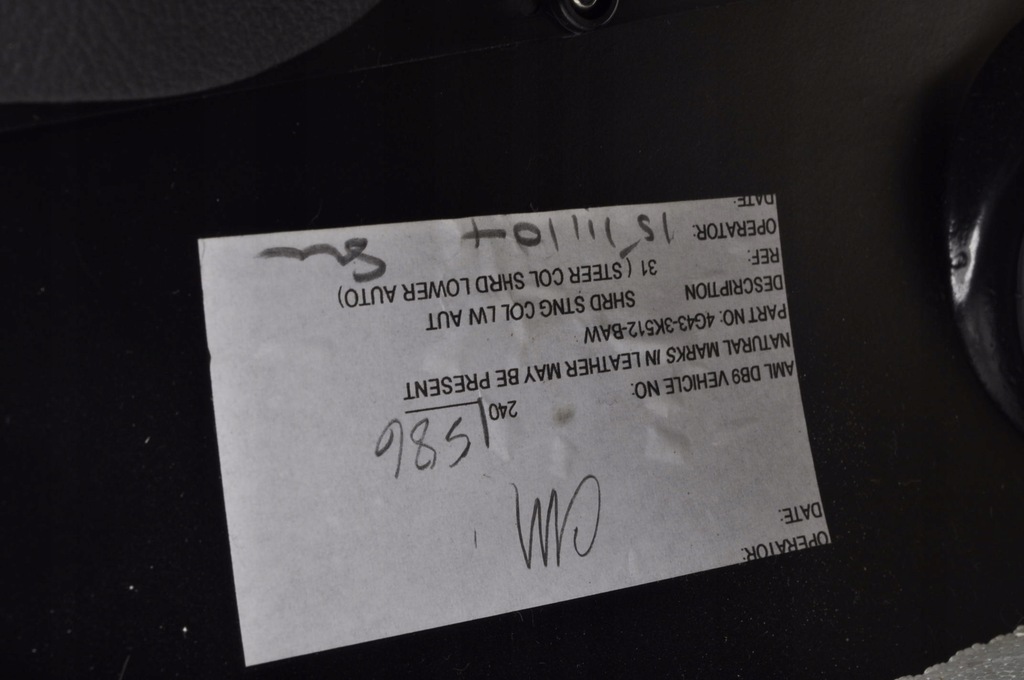 OPERATOR:
DATE:
1586
AML DB9 VEHICLE NO: 240
NATURAL MARKS IN LEATHER MAY BE PRESENT
PART NO: 4G43-3K512-BAW
DESCRIPTION SHRD STNG COL LW AUT
REF: 31 ( STEER COL SHRD LOWER AUTO)
OPERATOR: 15/11/04
DATE: